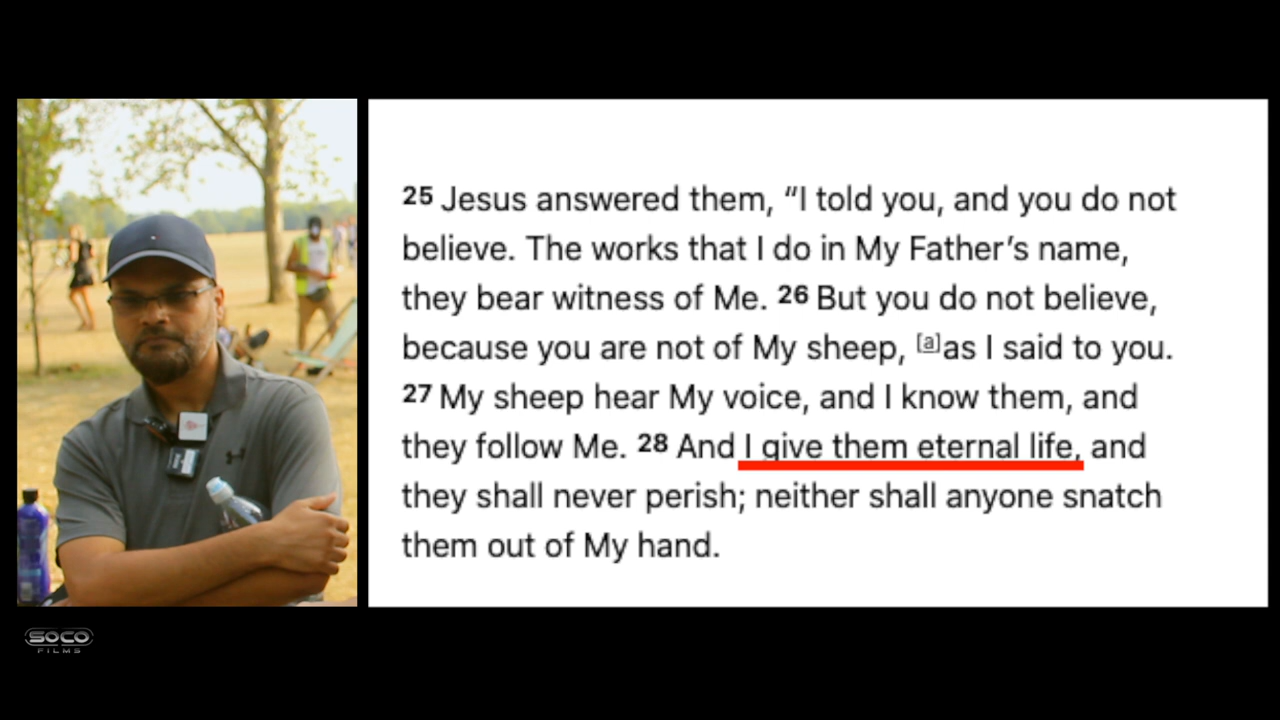 25 Jesus answered them, “I told you, and you do not
believe. The works that I do in My Father’s name,
they bear witness of Me. 26 But you do not believe,
because you are not of My sheep, [a]as I said to you.
27 My sheep hear My voice, and I know them, and
they follow Me. 28 And I give them eternal life, and
they shall never perish; neither shall anyone snatch
them out of My hand.
SOCO
FILMS